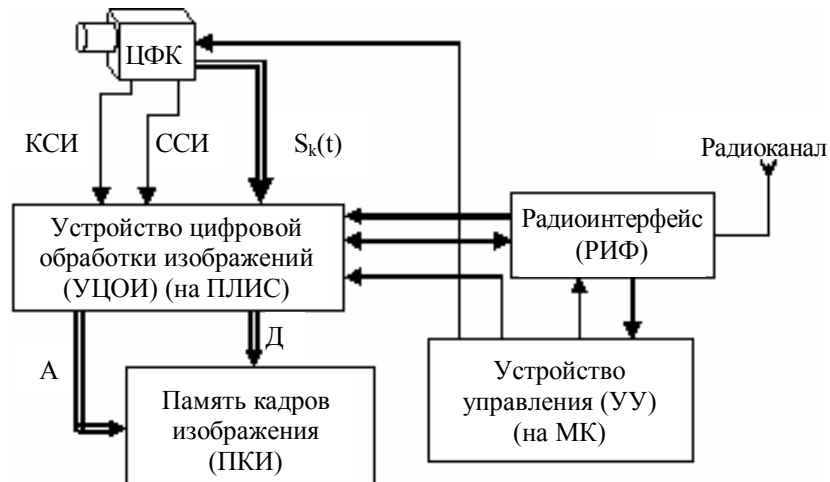 ЦФК
КСИ
ССИ
Sk(t)
Радиоканал
Устройство цифровой
обработки изображений
(УЦОИ) (на ПЛИС)
Радиоинтерфейс
(РИФ)
А
Д
Память кадров
изображения
(ПКИ)
Устройство
управления (УУ)
(на МК)